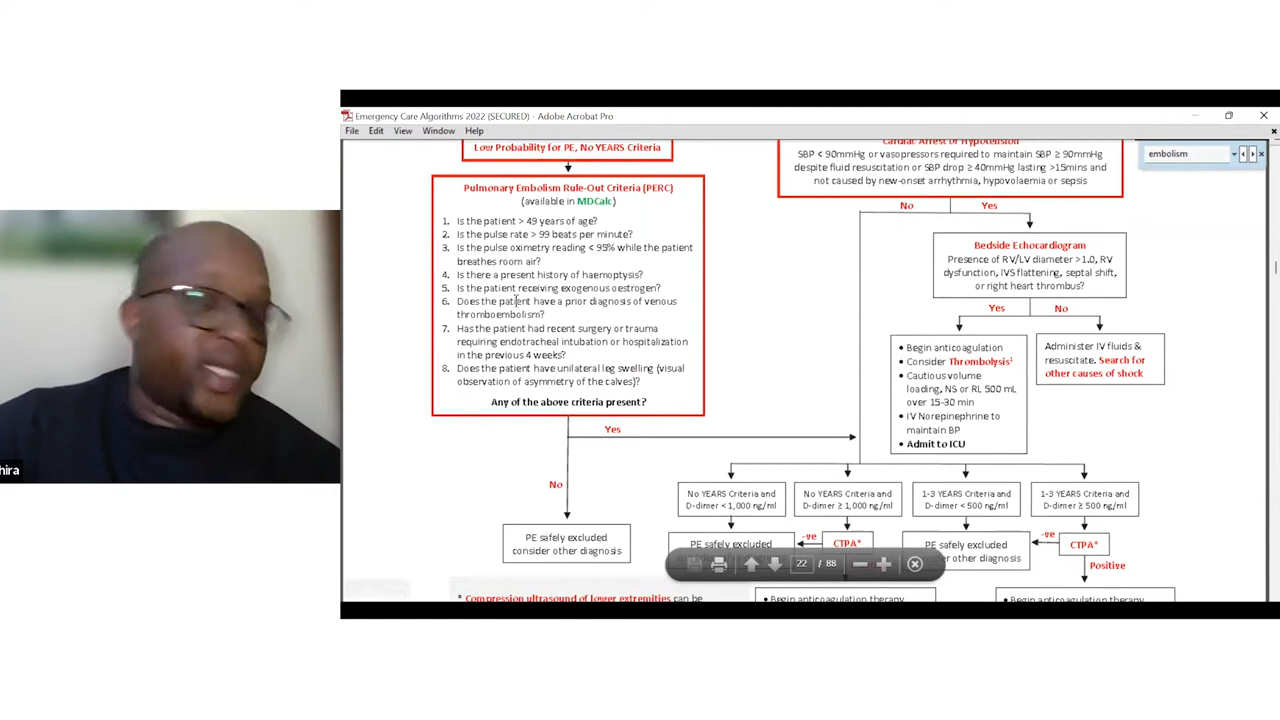 Emergency Care Algorithms 2022 (SECURED) - Adobe Acrobat Pro
File Edit View Window Help
embolism
Low Probability for PE, No YEARS Criteria
Pulmonary Embolism Rule-Out Criteria (PERC)
(available in MDCalc)
1. Is the patient > 49 years of age?
2. Is the pulse rate > 99 beats per minute?
3. Is the pulse oximetry reading < 95% while the patient
breathes room air?
4. Is there a present history of haemoptysis?
5. Is the patient receiving exogenous oestrogen?
6. Does the patient have a prior diagnosis of venous
thromboembolism?
7. Has the patient had recent surgery or trauma
requiring endotracheal intubation or hospitalization
in the previous 4 weeks?
8. Does the patient have unilateral leg swelling (visual
observation of asymmetry of the calves)?
Any of the above criteria present?
Yes
No
PE safely excluded
consider other diagnosis
Cardiac Arrest or Hypotension
SBP < 90mmHg or vasopressors required to maintain SBP ≥ 90mmHg
despite fluid resuscitation or SBP drop ≥ 40mmHg lasting >15mins
and not caused by new-onset arrhythmia, hypovolaemia or sepsis
No Yes
Bedside Echocardiogram
Presence of RV/LV diameter >1.0, RV
dysfunction, IVS flattening, septal shift,
or right heart thrombus?
Yes No
• Begin anticoagulation
• Consider Thrombolysis¹
• Cautious volume
loading, NS or RL 500 mL
over 15-30 min
• IV Norepinephrine to
maintain BP
• Admit to ICU
Administer IV fluids &
resuscitate. Search for
other causes of shock
No YEARS Criteria and
D-dimer < 1,000 ng/ml
No YEARS Criteria and
D-dimer ≥ 1,000 ng/ml
1-3 YEARS Criteria and
D-dimer < 500 ng/ml
1-3 YEARS Criteria and
D-dimer ≥ 500 ng/ml
PE safely excluded
-ve
CTPA*
PE safely excluded
other diagnosis
-ve
CTPA*
Positive
22 / 88
* Compression ultrasound of lower extremities can be
• Begin anticoagulation therapy
• Begin anticoagulation therapy
hira